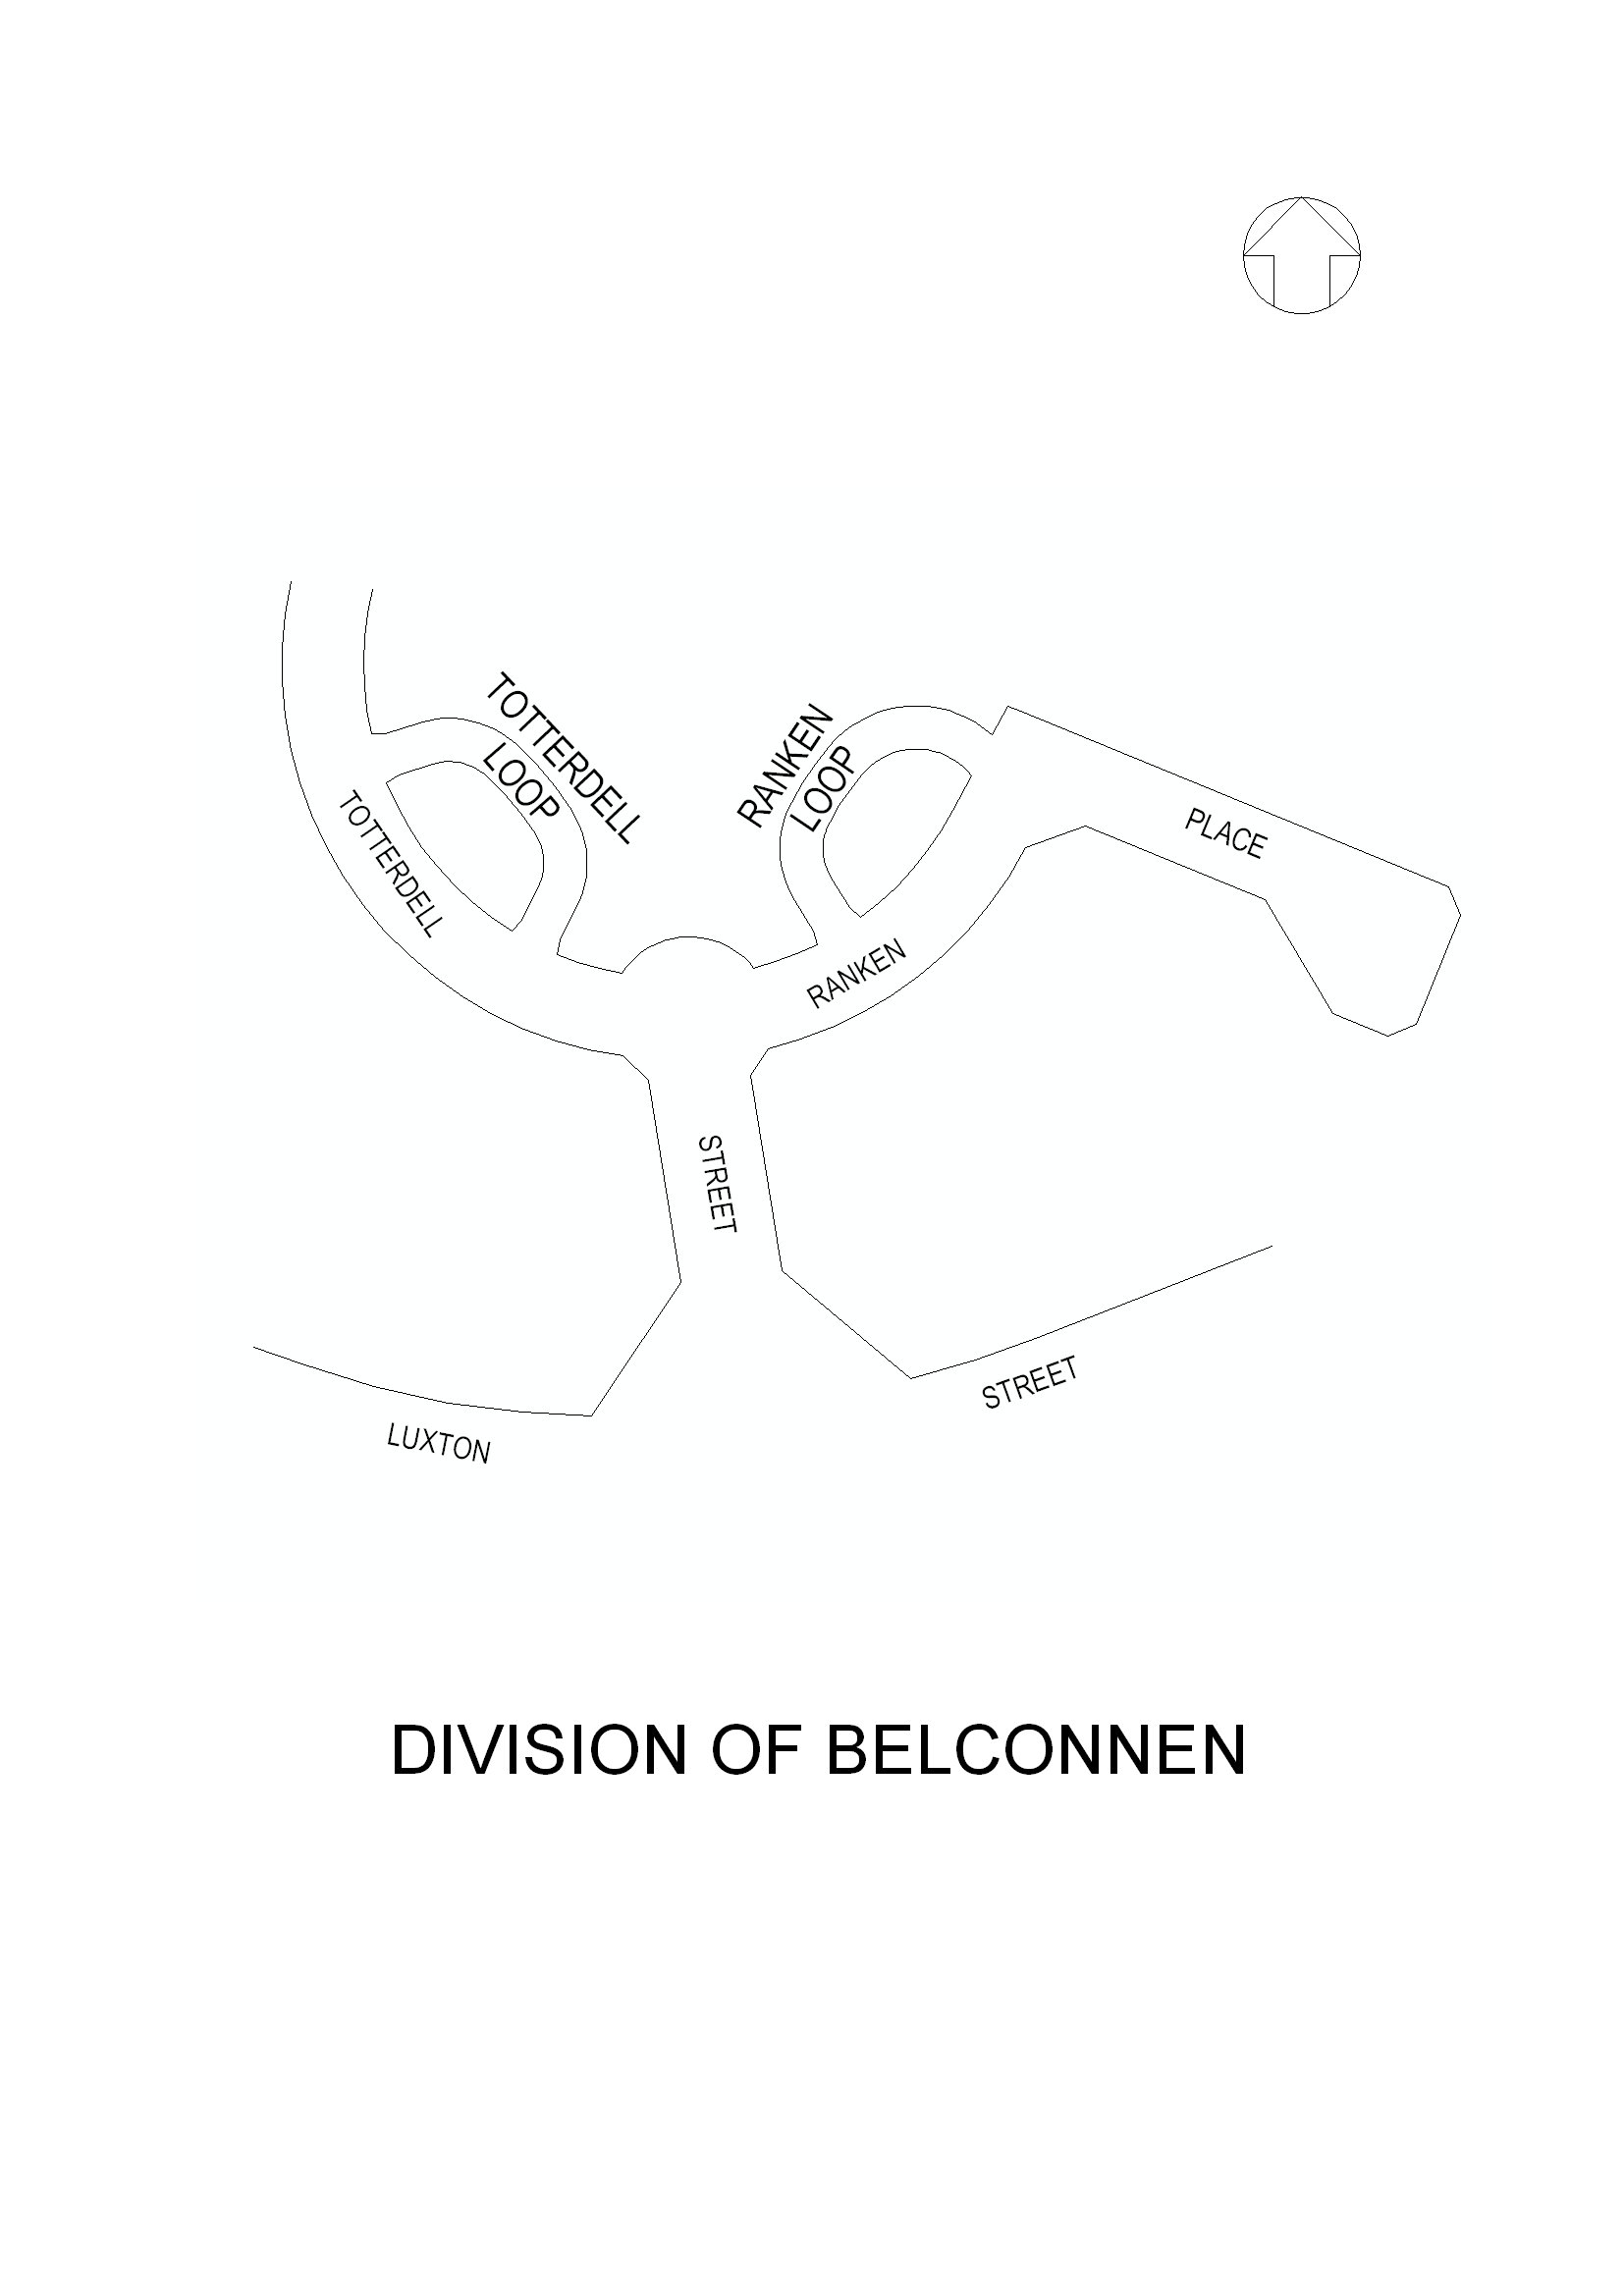 TOTTERDELL
LOOP
RANKEN
LOOP
PLACE
TOTTERDELL
RANKEN
STREET
STREET
LUXTON
DIVISION OF BELCONNEN